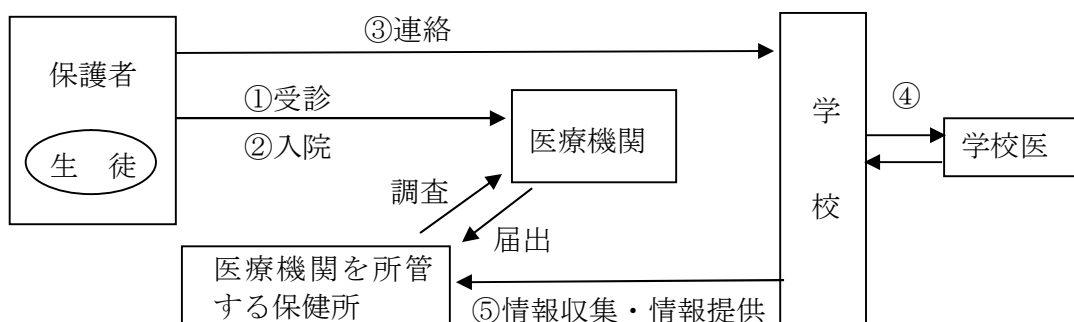 ③連絡
保護者
①受診
②入院
生 徒
医療機関
学
校
④
学校医
調査
届出
医療機関を所管
する保健所
⑤情報収集・情報提供